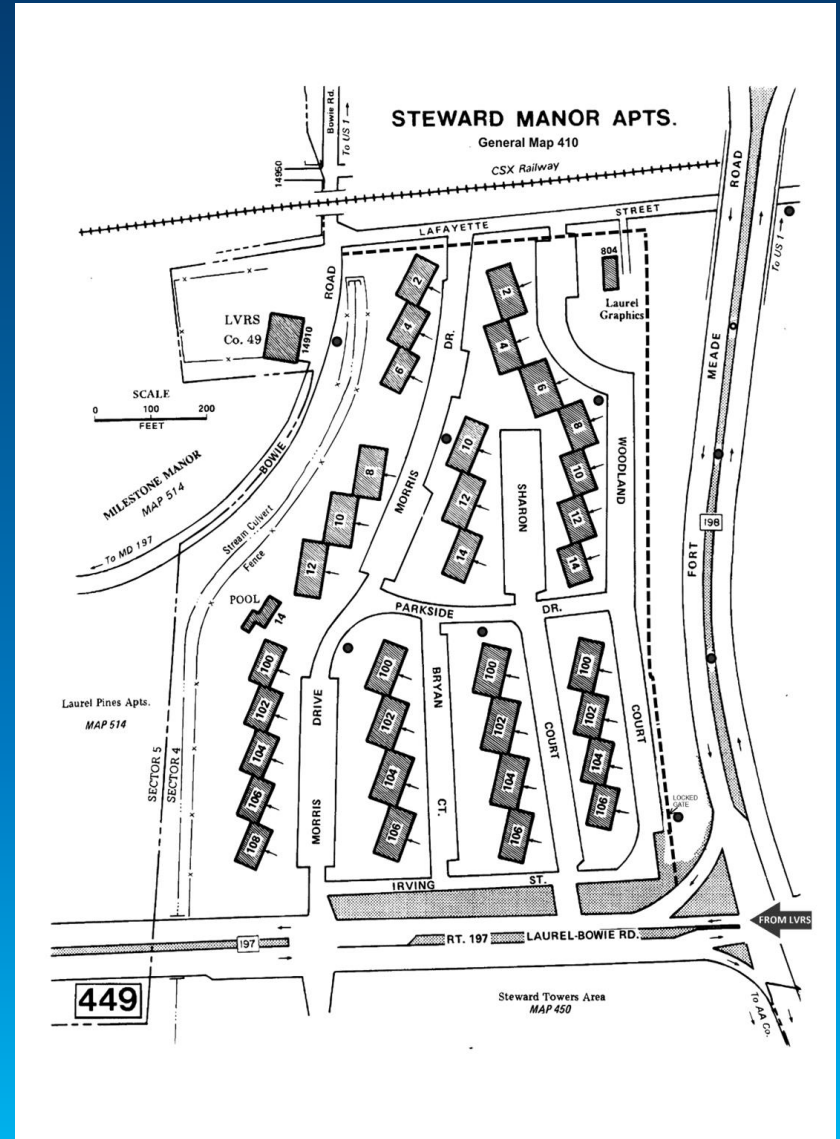 STEWARD MANOR APTS.
General Map 410
CSX Railway
Bowie Rd.
To US 1
14950
ROAD
LAFAYETTE
STREET
To US 1
804
Laurel
Graphics
ROAD
LVRS
Co. 49
14910
2
4
6
DR.
2
4
6
8
10
12
14
MEADE
SCALE
0 100 200
FEET
MILESTONE MANOR
MAP 514
BOWIE
To MD 197
Stream Culvert
Fence
8
10
12
MORRIS
10
12
14
SHARON
WOODLAND
198
FORT
POOL
14
PARKSIDE
DR.
100
102
104
106
108
MORRIS
DRIVE
100
102
104
106
BRYAN
CT.
100
102
104
106
COURT
100
102
104
106
COURT
Laurel Pines Apts.
MAP 514
SECTOR 5
SECTOR 4
LOCKED
GATE
IRVING
ST.
FROM LVRS
197
RT. 197
LAUREL-BOWIE RD.
449
Steward Towers Area
MAP 450
To AA Co.